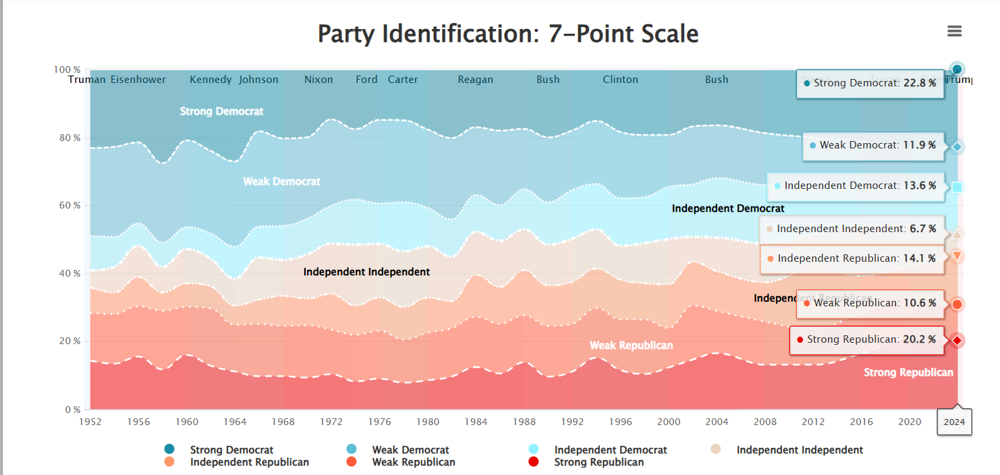 Party Identification: 7-Point Scale
100 %
Truman Eisenhower Kennedy Johnson Nixon Ford Carter Reagan Bush Clinton Bush Obama Trump Trump
Strong Democrat: 22.8 %
Strong Democrat
80 %
Weak Democrat: 11.9 %
Weak Democrat
Independent Democrat: 13.6 %
60 %
Independent Democrat
Independent Independent: 6.7 %
Independent Republican: 14.1 %
40 %
Independent Independent
Independent Republican
Weak Republican: 10.6 %
20 %
Strong Republican: 20.2 %
Weak Republican
Strong Republican
0 %
1952 1956 1960 1964 1968 1972 1976 1980 1984 1988 1992 1996 2000 2004 2008 2012 2016 2020 2024
Strong Democrat Weak Democrat Independent Democrat Independent Independent
Independent Republican Weak Republican Strong Republican